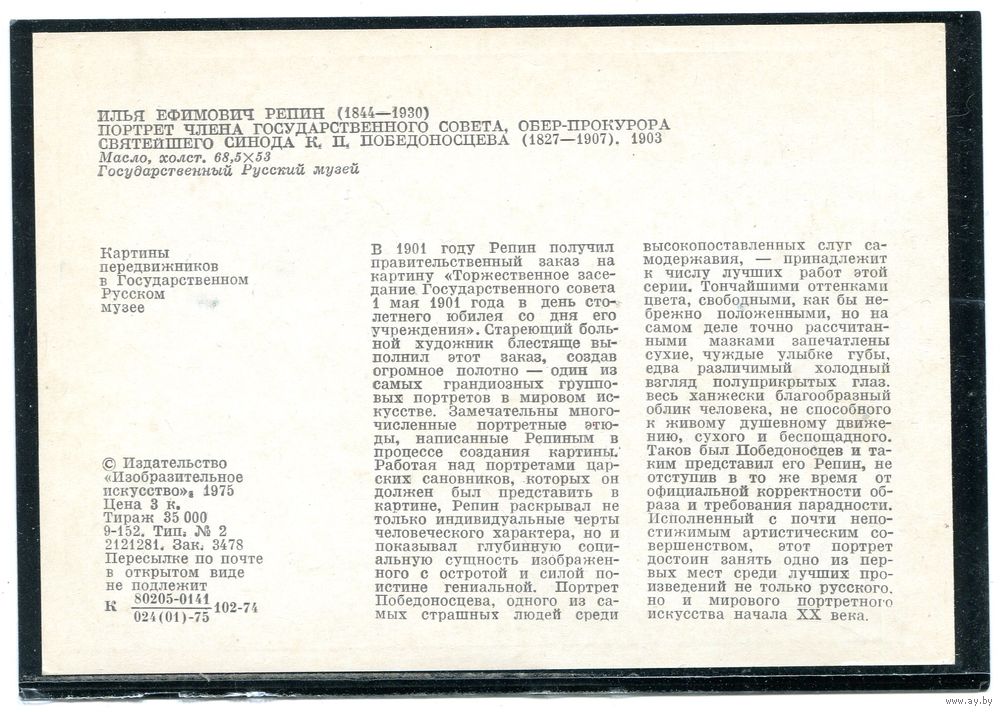 ИЛЬЯ ЕФИМОВИЧ РЕПИН (1844—1930)
ПОРТРЕТ ЧЛЕНА ГОСУДАРСТВЕННОГО СОВЕТА, ОБЕР-ПРОКУРОРА
СВЯТЕЙШЕГО СИНОДА К. П. ПОБЕДОНОСЦЕВА (1827—1907). 1903
Масло, холст. 68,5×53
Государственный Русский музей
Картины
передвижников
в Государственном
Русском
музее
© Издательство
«Изобразительное
искусство», 1975
Цена 3 к.
Тираж 35 000
9-152. Тип. № 2
2121281. Зак. 3478
Пересылке по почте
в открытом виде
не подлежит
К 80205-0141 102-74
024(01)-75
В 1901 году Репин получил
правительственный заказ на
картину «Торжественное засе-
дание Государственного совета
1 мая 1901 года в день сто-
летнего юбилея со дня его
учреждения». Стареющий боль-
ной художник блестяще вы-
полнил этот заказ, создав
огромное полотно — один из
самых грандиозных группо-
вых портретов в мировом ис-
кусстве. Замечательны много-
численные портретные этю-
ды, написанные Репиным в
процессе создания картины.
Работая над портретами цар-
ских сановников, которых он
должен был представить в
картине, Репин раскрывал не
только индивидуальные черты
человеческого характера, но и
показывал глубинную соци-
альную сущность изображен-
ного с остротой и силой по-
истине гениальной. Портрет
Победоносцева, одного из са-
мых страшных людей среди
высокопоставленных слуг са-
модержавия, — принадлежит
к числу лучших работ этой
серии. Тончайшими оттенками
цвета, свободными, как бы не-
брежно положенными, но на
самом деле точно рассчитан-
ными мазками запечатлены
сухие, чуждые улыбке губы,
едва различимый холодный
взгляд полуприкрытых глаз.
весь ханжески благообразный
облик человека, не способного
к живому душевному движе-
нию, сухого и беспощадного.
Таков был Победоносцев и та-
ким представил его Репин, не
отступив в то же время от
официальной корректности об-
раза и требования парадности.
Исполненный с почти непо-
стижимым артистическим со-
вершенством, этот портрет
достоин занять одно из пер-
вых мест среди лучших про-
изведений не только русского.
но и мирового портретного
искусства начала XX века.
www.ay.by